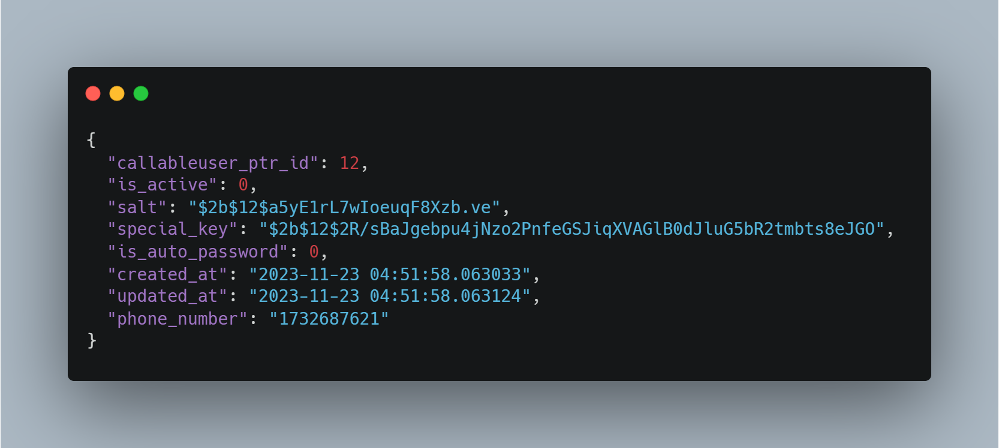 {
  "callableuser_ptr_id": 12,
  "is_active": 0,
  "salt": "$2b$12$a5yE1rL7wIoeuqF8Xzb.ve",
  "special_key": "$2b$12$2R/sBaJgebpu4jNzo2PnfeGSJiqXVAGlB0dJluG5bR2tmbts8eJGO",
  "is_auto_password": 0,
  "created_at": "2023-11-23 04:51:58.063033",
  "updated_at": "2023-11-23 04:51:58.063124",
  "phone_number": "1732687621"
}